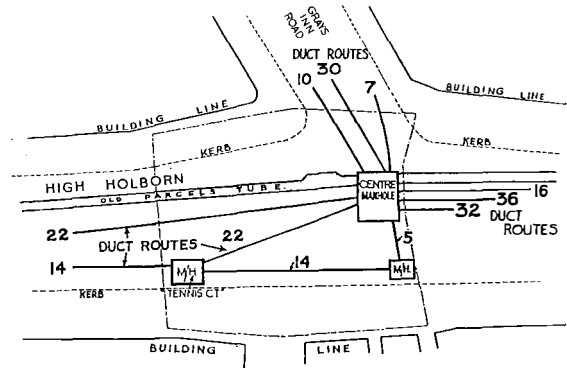 GRAYS
INN
ROAD
DUCT ROUTES
10 30 7
BUILDING LINE
BUILDING LINE
KERB
KERB
HIGH HOLBORN
OLD PARCELS TUBE.
CENTRE
MANHOLE
16
36
32
DUCT
ROUTES
22
DUCT ROUTES
22
5
14
M/H
14
M/H
KERB
"TENNIS CT"
BUILDING LINE